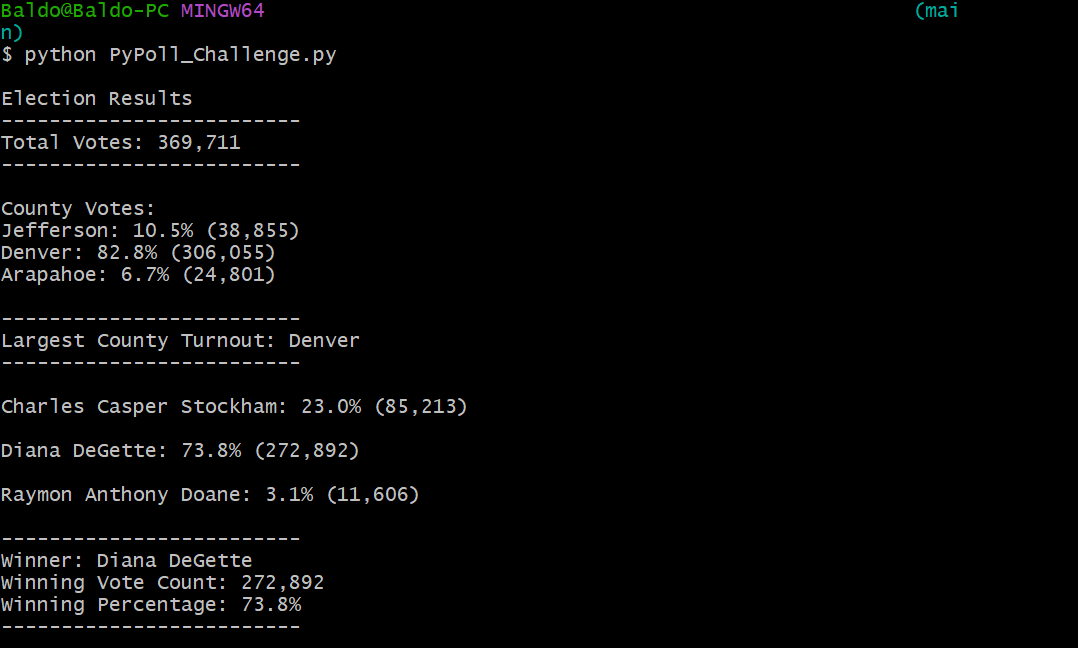 Baldo@Baldo-PC MINGW64 (mai
n)
$ python PyPoll_Challenge.py
Election Results
-------------------------
Total Votes: 369,711
-------------------------
County Votes:
Jefferson: 10.5% (38,855)
Denver: 82.8% (306,055)
Arapahoe: 6.7% (24,801)
-------------------------
Largest County Turnout: Denver
-------------------------
Charles Casper Stockham: 23.0% (85,213)
Diana DeGette: 73.8% (272,892)
Raymon Anthony Doane: 3.1% (11,606)
-------------------------
Winner: Diana DeGette
Winning Vote Count: 272,892
Winning Percentage: 73.8%
-------------------------